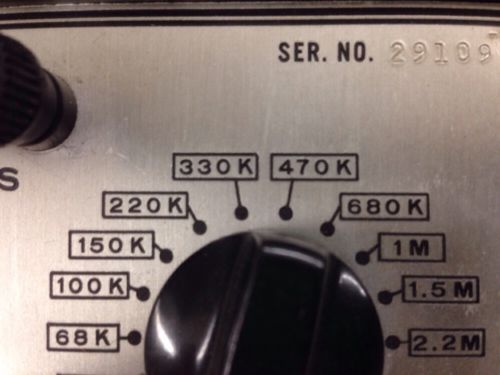 SER. NO. 29109
S
330K 470K
220K 680K
150K 1M
100K 1.5M
68K 2.2M